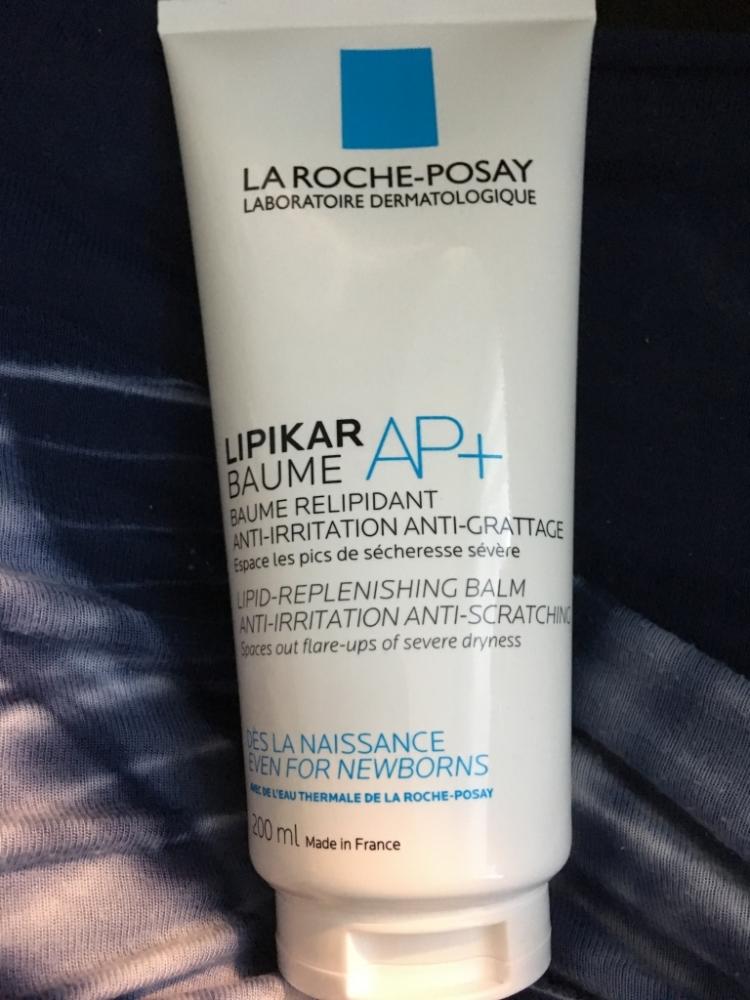 LA ROCHE-POSAY
LABORATOIRE DERMATOLOGIQUE
LIPIKAR
BAUME AP+
BAUME RELIPIDANT
ANTI-IRRITATION ANTI-GRATTAGE
Espace les pics de sécheresse sévère
LIPID-REPLENISHING BALM
ANTI-IRRITATION ANTI-SCRATCHING
Spaces out flare-ups of severe dryness
DÈS LA NAISSANCE
EVEN FOR NEWBORNS
AVEC DE L'EAU THERMALE DE LA ROCHE-POSAY
200 ml Made in France